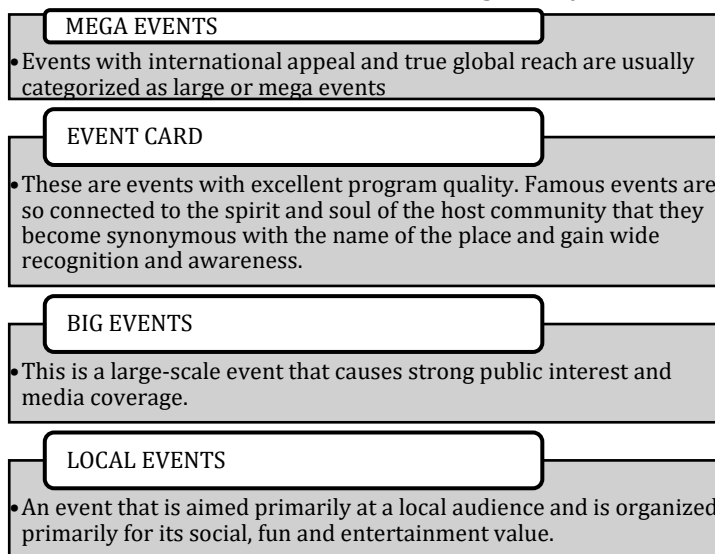 MEGA EVENTS
•Events with international appeal and true global reach are usually
categorized as large or mega events
EVENT CARD
•These are events with excellent program quality. Famous events are
so connected to the spirit and soul of the host community that they
become synonymous with the name of the place and gain wide
recognition and awareness.
BIG EVENTS
•This is a large-scale event that causes strong public interest and
media coverage.
LOCAL EVENTS
•An event that is aimed primarily at a local audience and is organized
primarily for its social, fun and entertainment value.